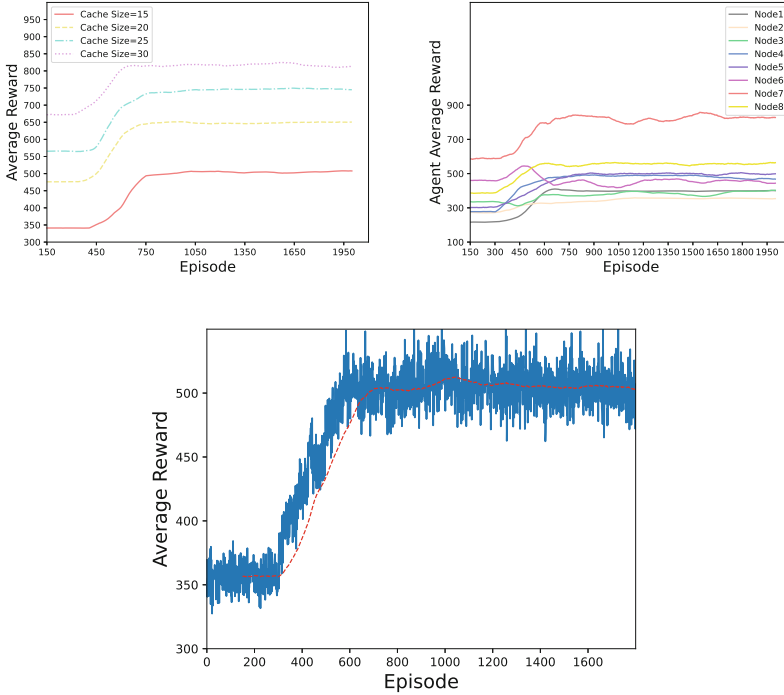 Cache Size=15
Cache Size=20
Cache Size=25
Cache Size=30
950
900
850
800
750
700
650
600
550
500
450
400
350
300
Average Reward
150 450 750 1050 1350 1650 1950
Episode
Node1
Node2
Node3
Node4
Node5
Node6
Node7
Node8
900
700
500
300
100
Agent Average Reward
150 300 450 600 750 900 1050 1200 1350 1500 1650 1800 1950
Episode
500
450
400
350
300
Average Reward
0 200 400 600 800 1000 1200 1400 1600
Episode